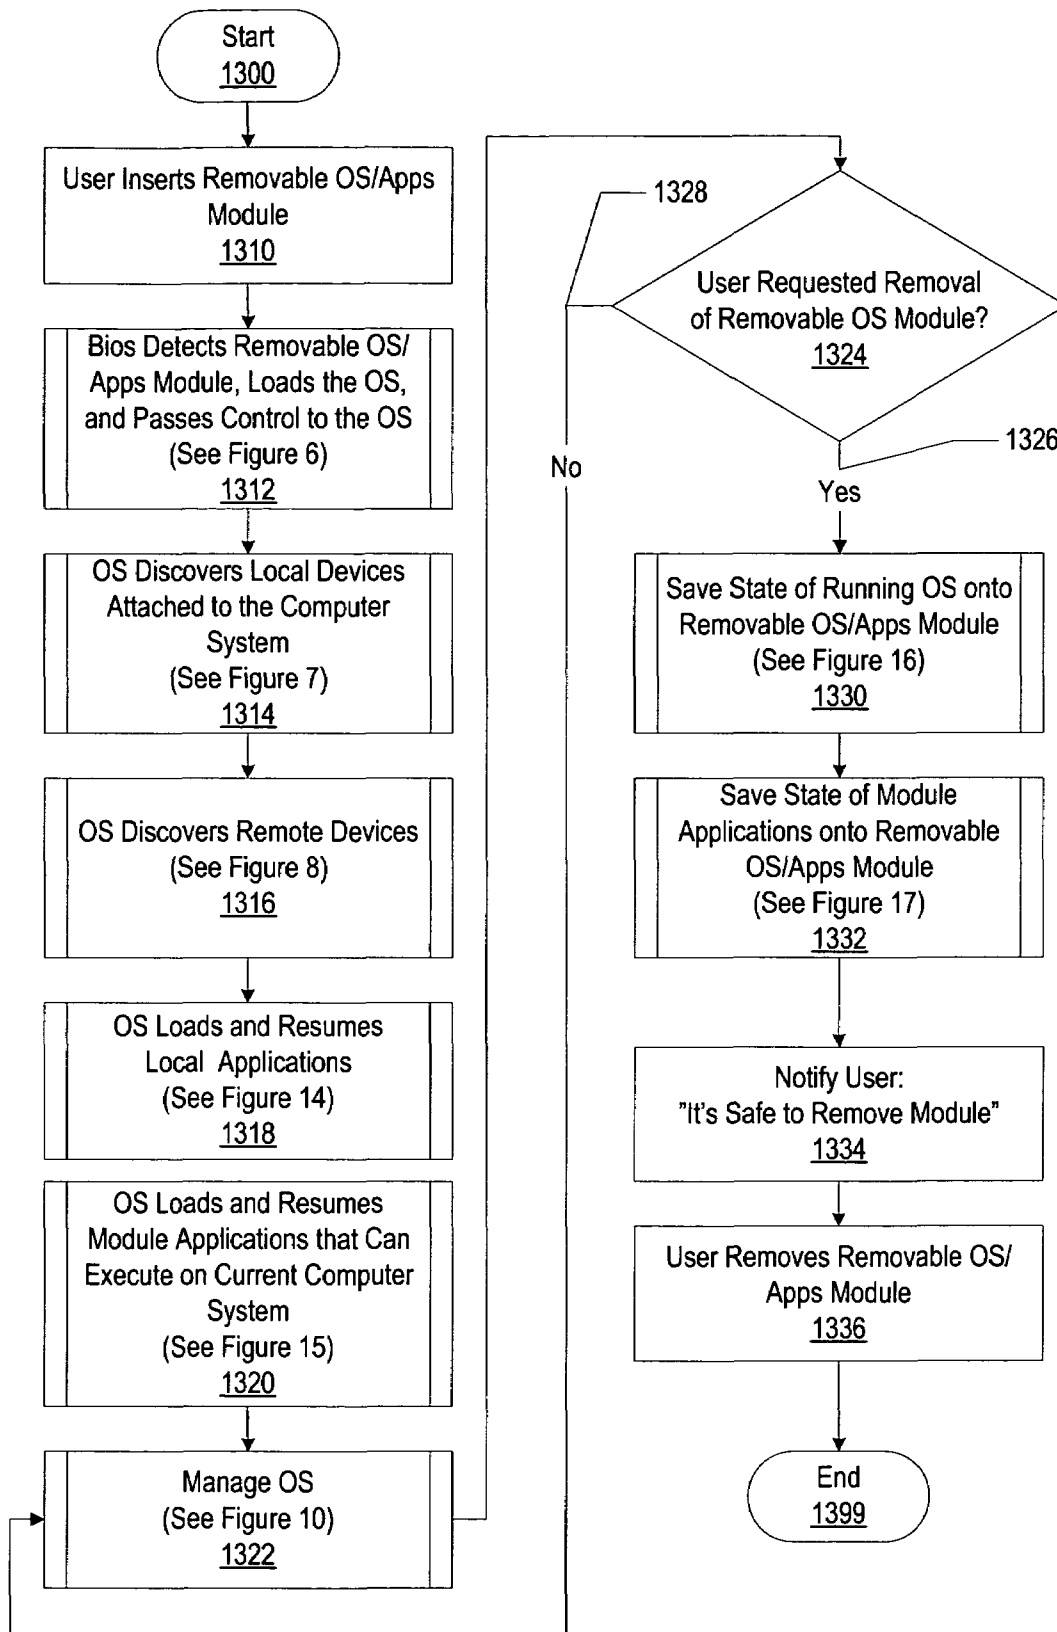 Start
1300
User Inserts Removable OS/Apps
Module
1310
Bios Detects Removable OS/
Apps Module, Loads the OS,
and Passes Control to the OS
(See Figure 6)
1312
OS Discovers Local Devices
Attached to the Computer
System
(See Figure 7)
1314
OS Discovers Remote Devices
(See Figure 8)
1316
OS Loads and Resumes
Local Applications
(See Figure 14)
1318
OS Loads and Resumes
Module Applications that Can
Execute on Current Computer
System
(See Figure 15)
1320
Manage OS
(See Figure 10)
1322
1328
User Requested Removal
of Removable OS Module?
1324
1326
No
Yes
Save State of Running OS onto
Removable OS/Apps Module
(See Figure 16)
1330
Save State of Module
Applications onto Removable
OS/Apps Module
(See Figure 17)
1332
Notify User:
"It's Safe to Remove Module"
1334
User Removes Removable OS/
Apps Module
1336
End
1399